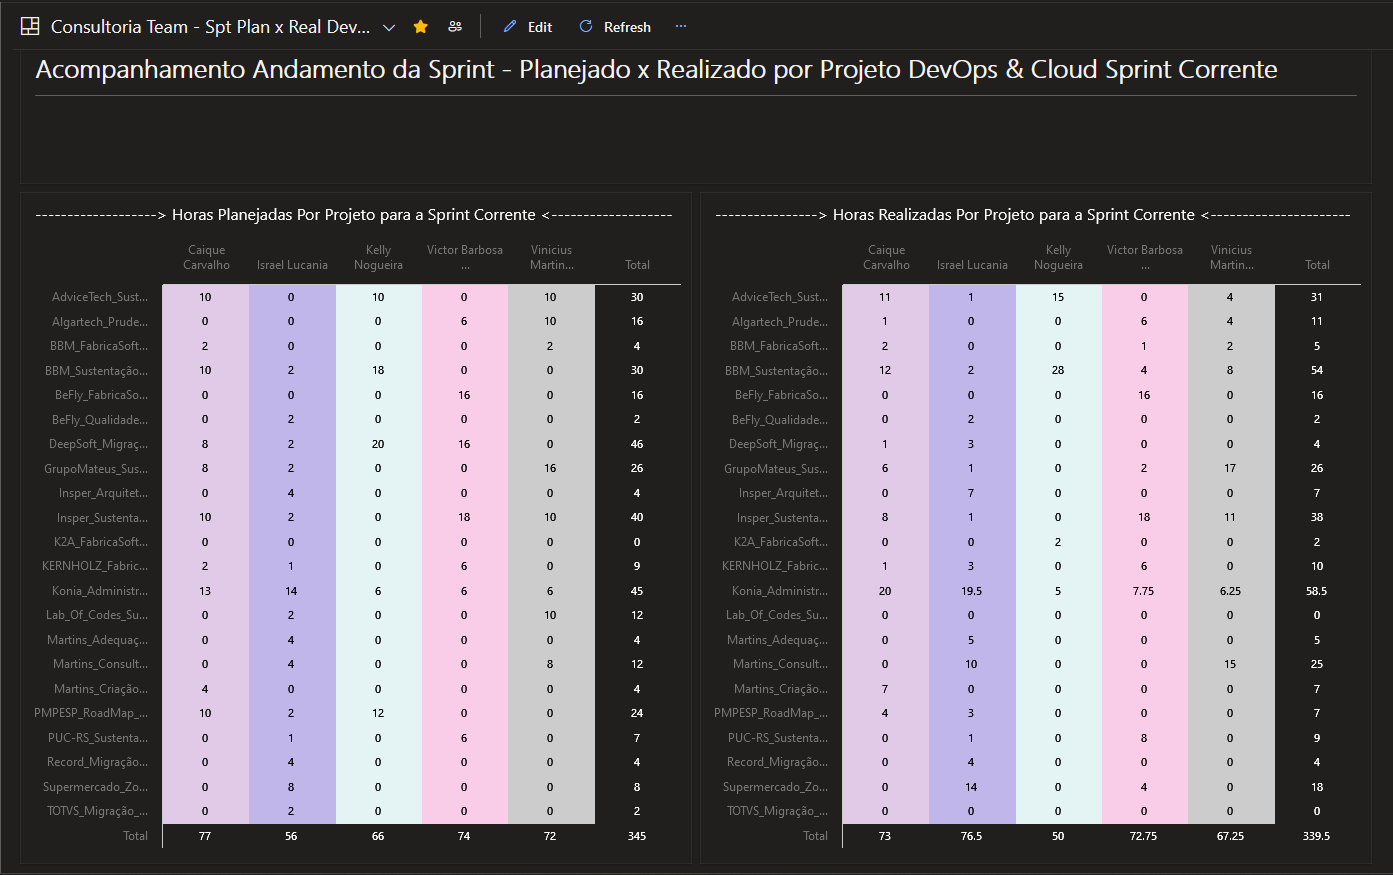 Consultoria Team - Spt Plan x Real Dev... Edit Refresh ...
Acompanhamento Andamento da Sprint - Planejado x Realizado por Projeto DevOps & Cloud Sprint Corrente
-------------------> Horas Planejadas Por Projeto para a Sprint Corrente <-------------------
Caique Carvalho Israel Lucania Kelly Nogueira Victor Barbosa ... Vinicius Martin... Total
AdviceTech_Sust... 10 0 10 0 10 30
Algartech_Prude... 0 0 0 6 10 16
BBM_FabricaSoft... 2 0 0 0 2 4
BBM_Sustentação... 10 2 18 0 0 30
BeFly_FabricaSo... 0 0 0 16 0 16
BeFly_Qualidade... 0 2 0 0 0 2
DeepSoft_Migraç... 8 2 20 16 0 46
GrupoMateus_Sus... 8 2 0 0 16 26
Insper_Arquitet... 0 4 0 0 0 4
Insper_Sustenta... 10 2 0 18 10 40
K2A_FabricaSoft... 0 0 0 0 0 0
KERNHOLZ_Fabric... 2 1 0 6 0 9
Konia_Administr... 13 14 6 6 6 45
Lab_Of_Codes_Su... 0 2 0 0 10 12
Martins_Adequaç... 0 4 0 0 0 4
Martins_Consult... 0 4 0 0 8 12
Martins_Criação... 4 0 0 0 0 4
PMPESP_RoadMap_... 10 2 12 0 0 24
PUC-RS_Sustenta... 0 1 0 6 0 7
Record_Migração... 0 4 0 0 0 4
Supermercado_Zo... 0 8 0 0 0 8
TOTVS_Migração_... 0 2 0 0 0 2
Total 77 56 66 74 72 345
----------------> Horas Realizadas Por Projeto para a Sprint Corrente <----------------------
Caique Carvalho Israel Lucania Kelly Nogueira Victor Barbosa ... Vinicius Martin... Total
AdviceTech_Sust... 11 1 15 0 4 31
Algartech_Prude... 1 0 0 6 4 11
BBM_FabricaSoft... 2 0 0 1 2 5
BBM_Sustentação... 12 2 28 4 8 54
BeFly_FabricaSo... 0 0 0 16 0 16
BeFly_Qualidade... 0 2 0 0 0 2
DeepSoft_Migraç... 1 3 0 0 0 4
GrupoMateus_Sus... 6 1 0 2 17 26
Insper_Arquitet... 0 7 0 0 0 7
Insper_Sustenta... 8 1 0 18 11 38
K2A_FabricaSoft... 0 0 2 0 0 2
KERNHOLZ_Fabric... 1 3 0 6 0 10
Konia_Administr... 20 19.5 5 7.75 6.25 58.5
Lab_Of_Codes_Su... 0 0 0 0 0 0
Martins_Adequaç... 0 5 0 0 0 5
Martins_Consult... 0 10 0 0 15 25
Martins_Criação... 7 0 0 0 0 7
PMPESP_RoadMap_... 4 3 0 0 0 7
PUC-RS_Sustenta... 0 1 0 8 0 9
Record_Migração... 0 4 0 0 0 4
Supermercado_Zo... 0 14 0 4 0 18
TOTVS_Migração_... 0 0 0 0 0 0
Total 73 76.5 50 72.75 67.25 339.5